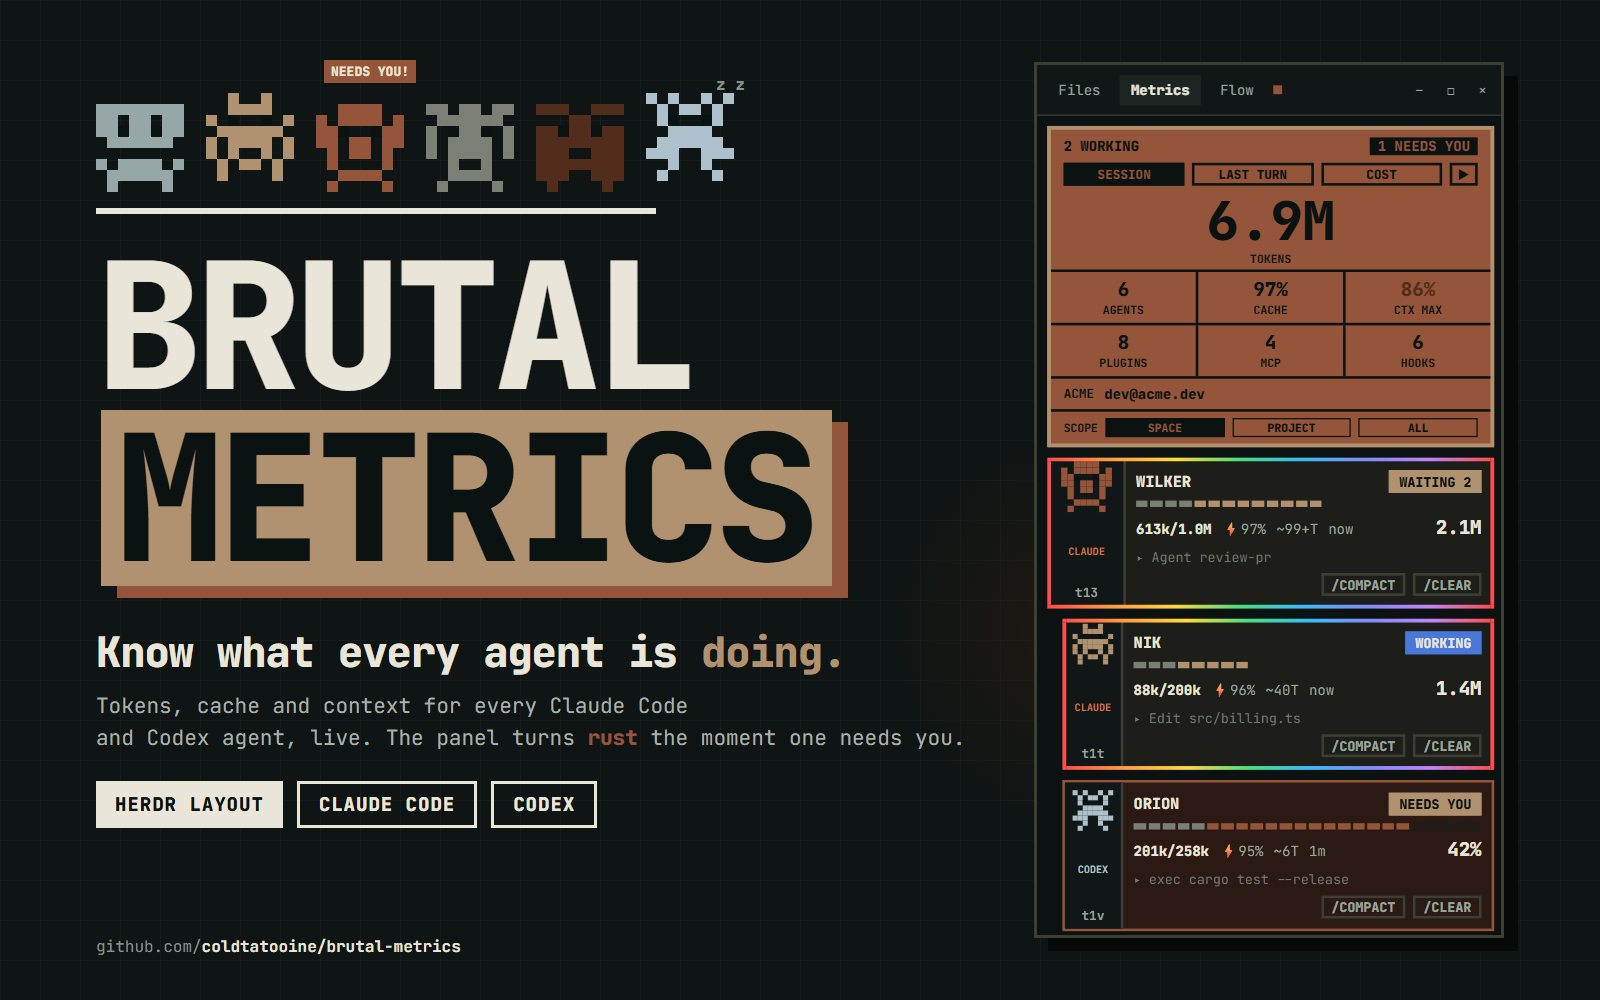 NEEDS YOU!
z z
BRUTAL
METRICS
Know what every agent is doing.
Tokens, cache and context for every Claude Code
and Codex agent, live. The panel turns rust the moment one needs you.
HERDR LAYOUT CLAUDE CODE CODEX
github.com/coldtatooine/brutal-metrics
Files Metrics Flow
2 WORKING 1 NEEDS YOU
SESSION LAST TURN COST
6.9M
TOKENS
6 97% 86%
AGENTS CACHE CTX MAX
8 4 6
PLUGINS MCP HOOKS
ACME dev@acme.dev
SCOPE SPACE PROJECT ALL
WILKER WAITING 2
613k/1.0M 97% ~99+T now 2.1M
CLAUDE
Agent review-pr
/COMPACT /CLEAR
t13
NIK WORKING
88k/200k 96% ~40T now 1.4M
CLAUDE
Edit src/billing.ts
/COMPACT /CLEAR
t1t
ORION NEEDS YOU
201k/258k 95% ~6T 1m 42%
CODEX
exec cargo test --release
/COMPACT /CLEAR
t1v